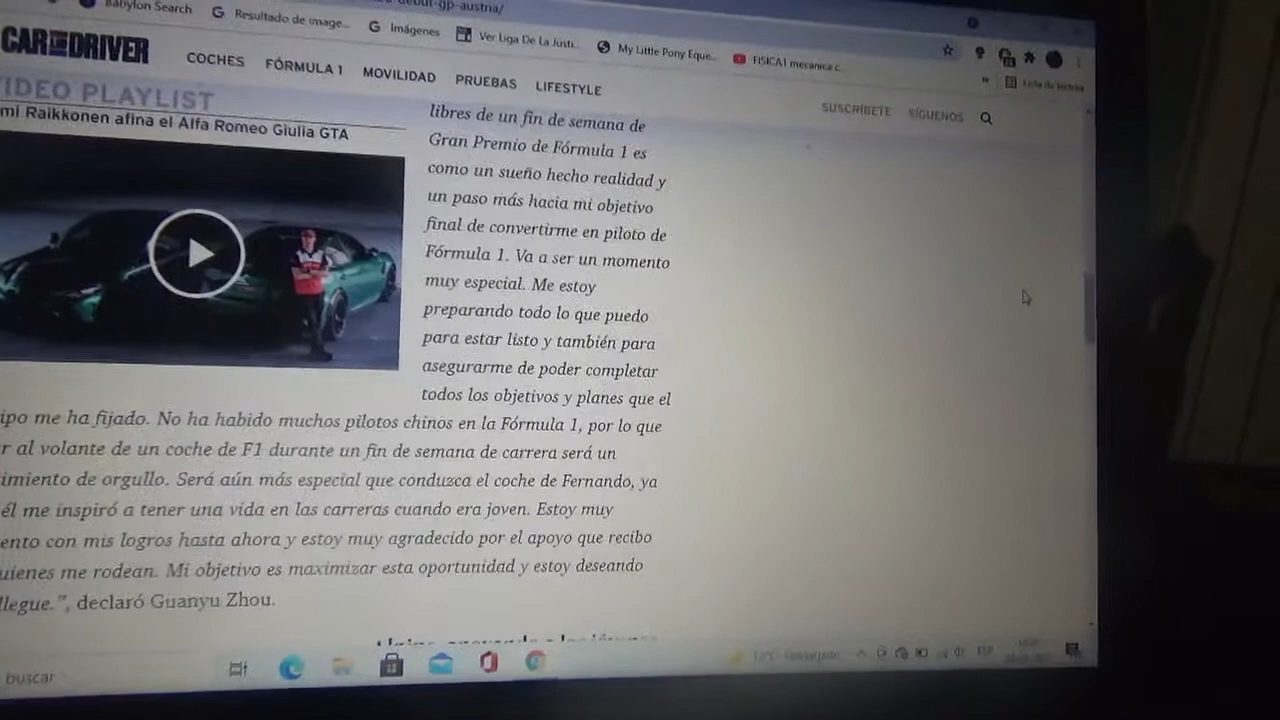 debut-gp-austria/
Babylon Search
Resultado de image...
Imágenes
Ver Liga De La Justi...
My Little Pony Eque...
FISICA1 mecanica c...
»
Lista de lectura
CAR AND DRIVER
COCHES
FÓRMULA 1
MOVILIDAD
PRUEBAS
LIFESTYLE
SUSCRÍBETE
SÍGUENOS
VIDEO PLAYLIST
mi Raikkonen afina el Alfa Romeo Giulia GTA
libres de un fin de semana de
Gran Premio de Fórmula 1 es
como un sueño hecho realidad y
un paso más hacia mi objetivo
final de convertirme en piloto de
Fórmula 1. Va a ser un momento
muy especial. Me estoy
preparando todo lo que puedo
para estar listo y también para
asegurarme de poder completar
todos los objetivos y planes que el
ipo me ha fijado. No ha habido muchos pilotos chinos en la Fórmula 1, por lo que
r al volante de un coche de F1 durante un fin de semana de carrera será un
imiento de orgullo. Será aún más especial que conduzca el coche de Fernando, ya
él me inspiró a tener una vida en las carreras cuando era joven. Estoy muy
ento con mis logros hasta ahora y estoy muy agradecido por el apoyo que recibo
uienes me rodean. Mi objetivo es maximizar esta oportunidad y estoy deseando
llegue.", declaró Guanyu Zhou.
buscar
ESP